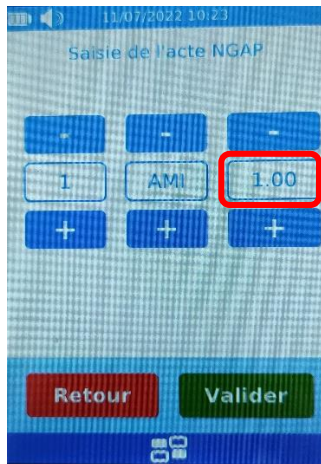 11/07/2022 10:23
Saisie de l'acte NGAP
- - -
1 AMI 1.00
+ + +
Retour Valider